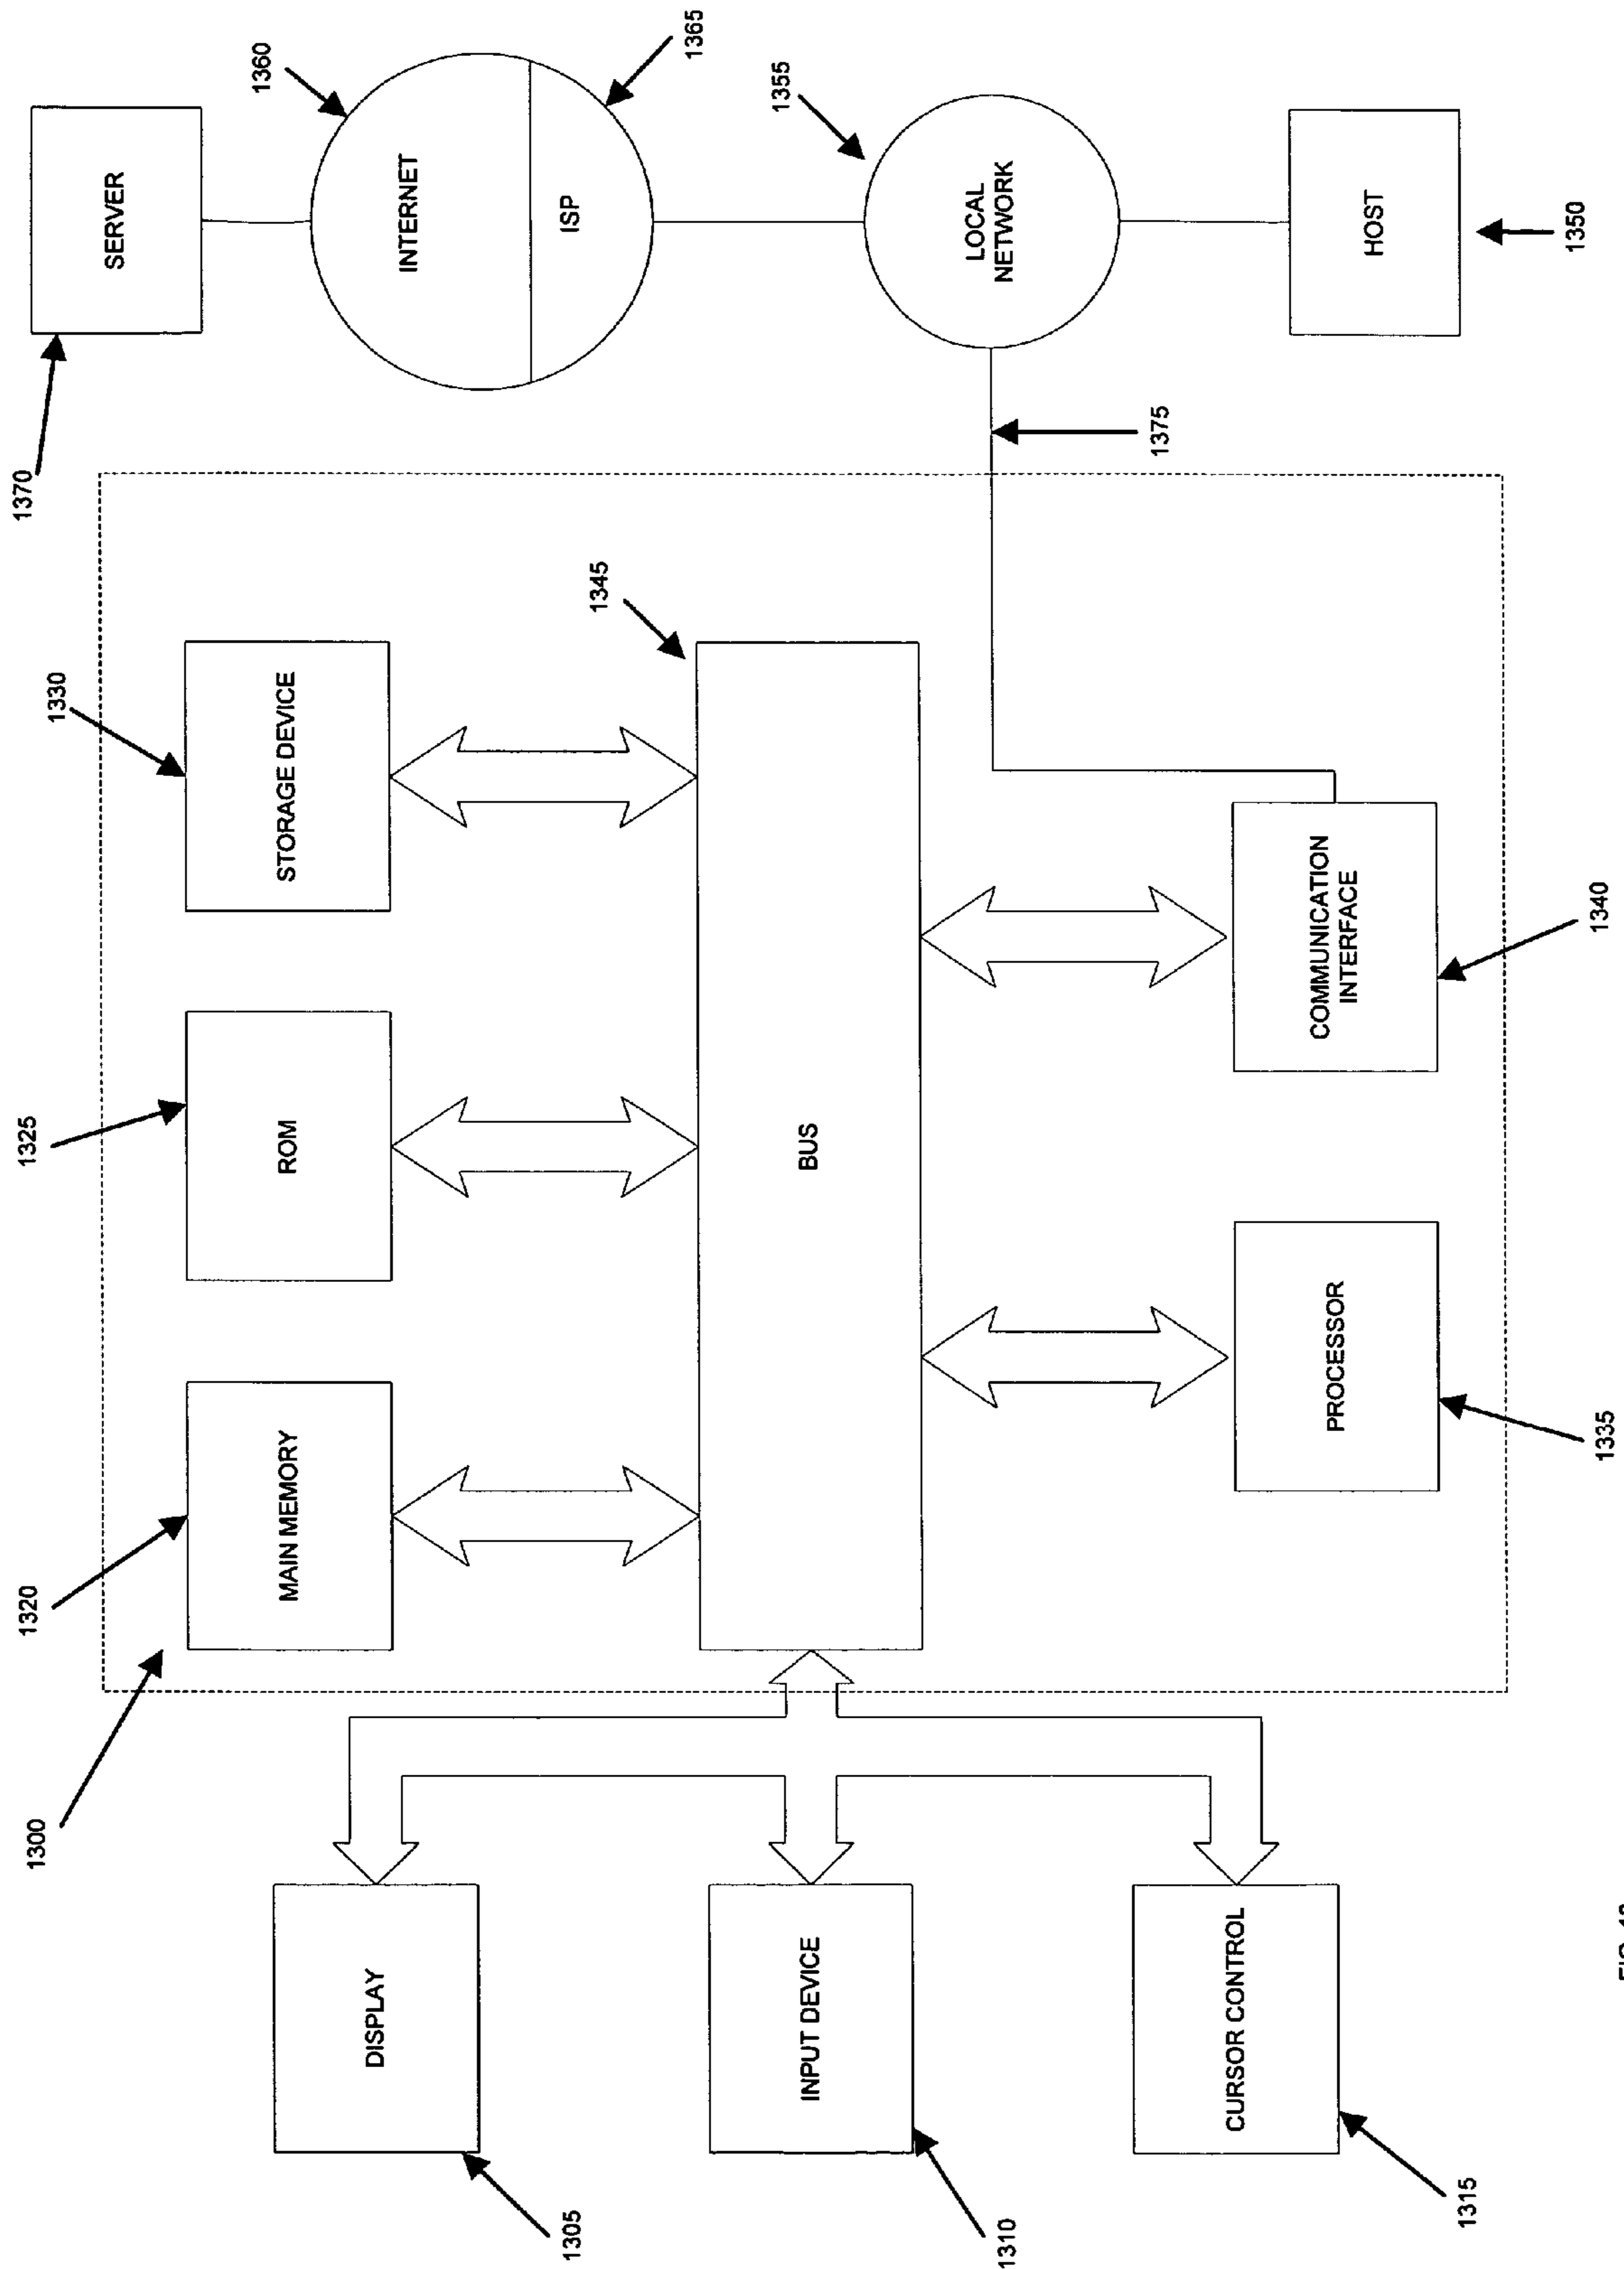 1300
1320
1325
1330
1370
SERVER
1360
MAIN MEMORY
ROM
STORAGE DEVICE
DISPLAY
INTERNET
1305
ISP
1345
1365
1355
INPUT DEVICE
BUS
LOCAL
NETWORK
1310
1375
CURSOR CONTROL
PROCESSOR
COMMUNICATION
INTERFACE
HOST
1315
1335
1340
1350